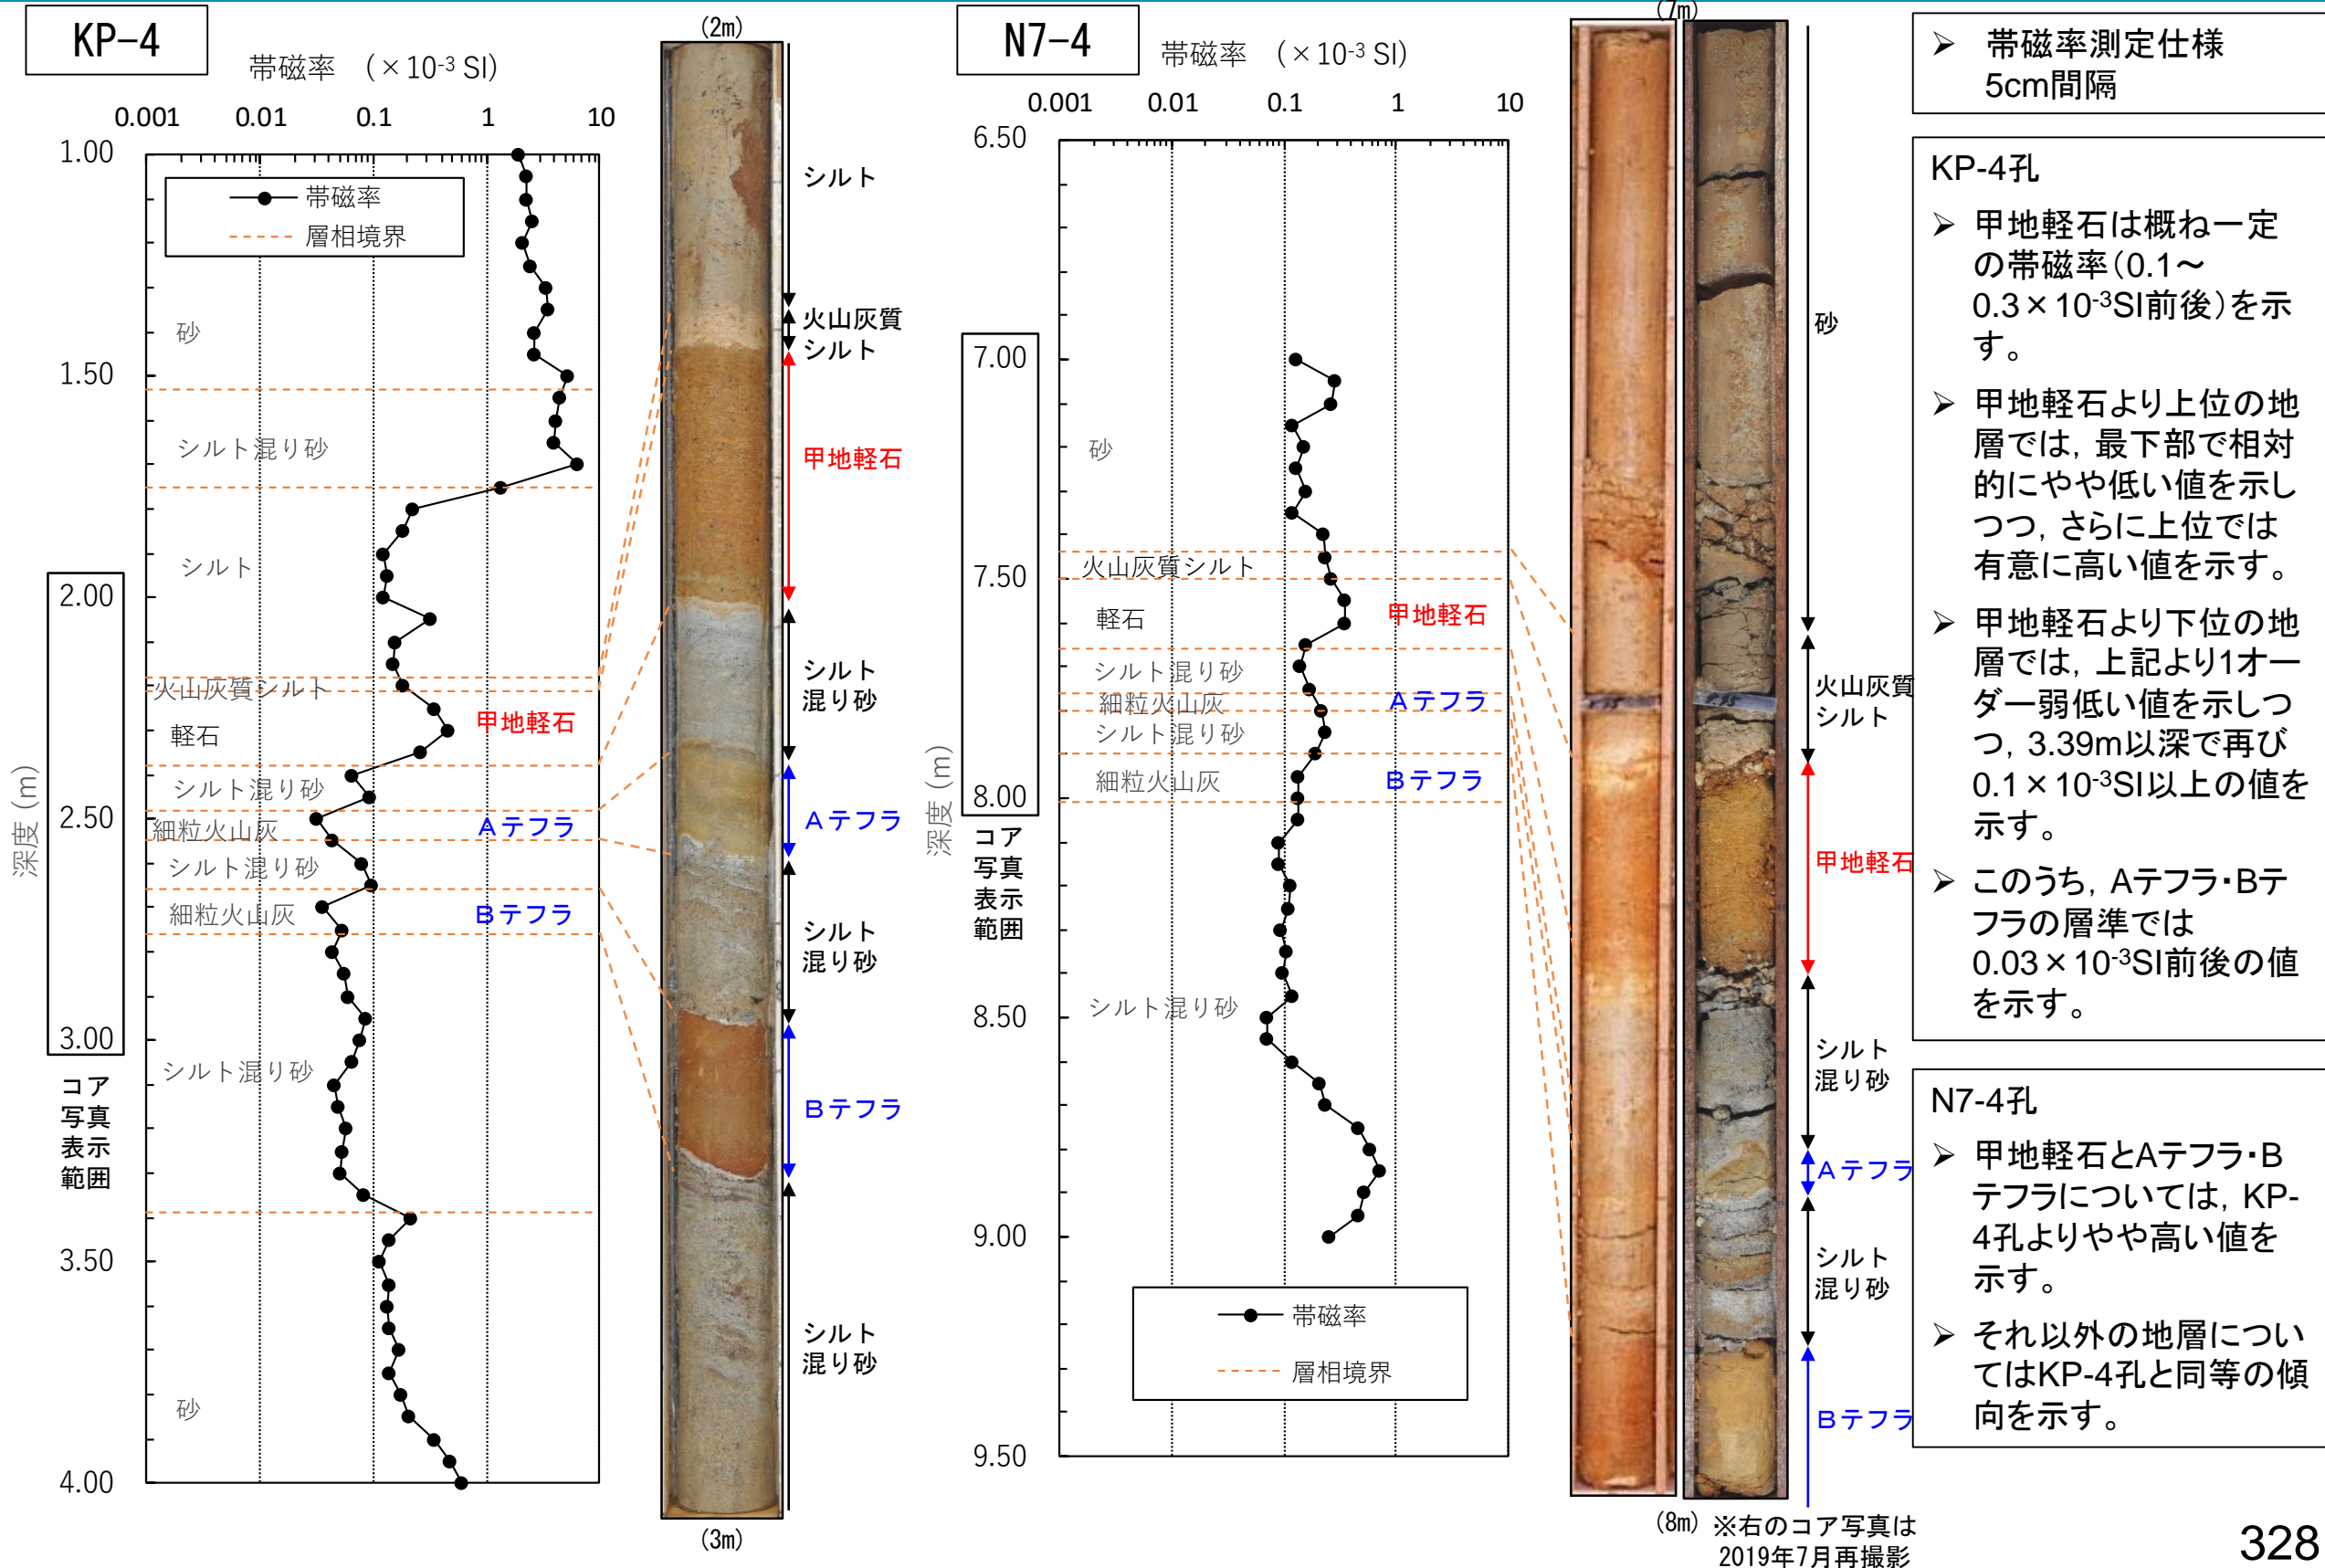 KP-4
帯磁率 (×10-3 SI)
0.001 0.01 0.1 1 10
1.00
1.50
2.00
2.50
3.00
3.50
4.00
深度 (m)
帯磁率
層相境界
砂
シルト混り砂
シルト
火山灰質シルト
軽石
甲地軽石
シルト混り砂
細粒火山灰
Aテフラ
シルト混り砂
細粒火山灰
Bテフラ
シルト混り砂
砂
コア
写真
表示
範囲
(2m)
シルト
火山灰質
シルト
甲地軽石
シルト
混り砂
Aテフラ
シルト
混り砂
Bテフラ
シルト
混り砂
(3m)
N7-4
帯磁率 (×10-3 SI)
0.001 0.01 0.1 1 10
6.50
7.00
7.50
8.00
8.50
9.00
9.50
深度 (m)
コア
写真
表示
範囲
砂
火山灰質シルト
軽石
甲地軽石
シルト混り砂
細粒火山灰
Aテフラ
シルト混り砂
細粒火山灰
Bテフラ
シルト混り砂
帯磁率
層相境界
(7m)
砂
火山灰質
シルト
甲地軽石
シルト
混り砂
Aテフラ
シルト
混り砂
Bテフラ
(8m)
※右のコア写真は
2019年7月再撮影
➢ 帯磁率測定仕様
5cm間隔
KP-4孔
➢ 甲地軽石は概ね一定
の帯磁率(0.1~
0.3×10-3SI前後)を示
す。
➢ 甲地軽石より上位の地
層では,最下部で相対
的にやや低い値を示し
つつ,さらに上位では
有意に高い値を示す。
➢ 甲地軽石より下位の地
層では,上記より1オー
ダー弱低い値を示しつ
つ,3.39m以深で再び
0.1×10-3SI以上の値を
示す。
➢ このうち,Aテフラ・Bテ
フラの層準では
0.03×10-3SI前後の値
を示す。
N7-4孔
➢ 甲地軽石とAテフラ・B
テフラについては,KP-
4孔よりやや高い値を
示す。
➢ それ以外の地層につい
てはKP-4孔と同等の傾
向を示す。
328